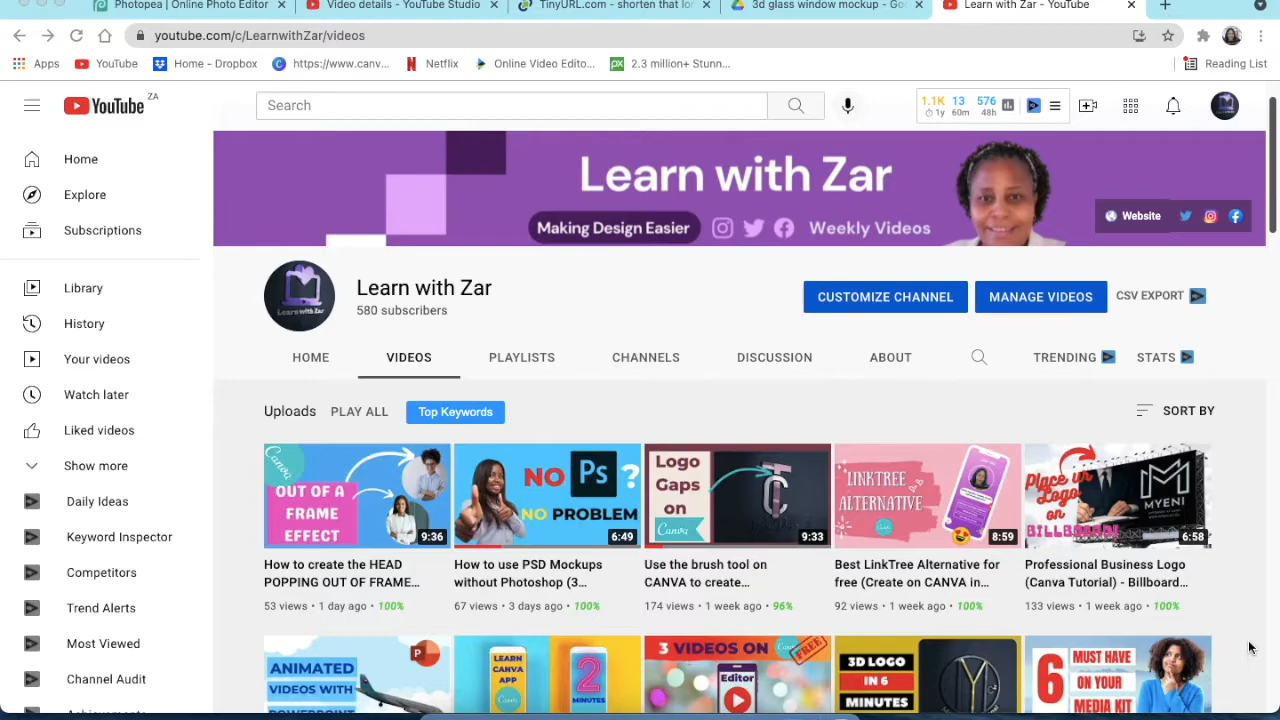 Photopea | Online Photo Editor
Video details - YouTube Studio
TinyURL.com - shorten that lo
3d glass window mockup - Goo
Learn with Zar - YouTube
youtube.com/c/LearnwithZar/videos
Apps
YouTube
Home - Dropbox
https://www.canv...
Netflix
Online Video Edito...
px
2.3 million+ Stunn...
Reading List
YouTube ZA
Search
1.1K 13 576
1y 60m 48h
Home
Explore
Subscriptions
Library
History
Your videos
Watch later
Liked videos
Show more
Daily Ideas
Keyword Inspector
Competitors
Trend Alerts
Most Viewed
Channel Audit
Learn with Zar
Making Design Easier
Weekly Videos
Website
Learn with Zar
Learn with Zar
580 subscribers
CUSTOMIZE CHANNEL
MANAGE VIDEOS
CSV EXPORT
HOME
VIDEOS
PLAYLISTS
CHANNELS
DISCUSSION
ABOUT
TRENDING
STATS
Uploads
PLAY ALL
Top Keywords
SORT BY
Canva
OUT OF A
FRAME
EFFECT
9:36
How to create the HEAD
POPPING OUT OF FRAME...
53 views • 1 day ago • 100%
NO Ps ?
NO PROBLEM
6:49
How to use PSD Mockups
without Photoshop (3...
67 views • 3 days ago • 100%
Logo
Gaps
on
Canva
9:33
Use the brush tool on
CANVA to create...
174 views • 1 week ago • 96%
LINKTREE
ALTERNATIVE
8:59
Best LinkTree Alternative for
free (Create on CANVA in...
92 views • 1 week ago • 100%
Place ur
Logo on
BILLBOARD!
M
MYENI
6:58
Professional Business Logo
(Canva Tutorial) - Billboard...
133 views • 1 week ago • 100%
ANIMATED
VIDEOS WITH
POWERPOINT
P
LEARN
CANVA
APP
Canva
2
MINUTES
3 VIDEOS ON
Canva
FREE
Editor
3D LOGO
IN 6
MINUTES
6
MUST HAVE
ON YOUR
MEDIA KIT